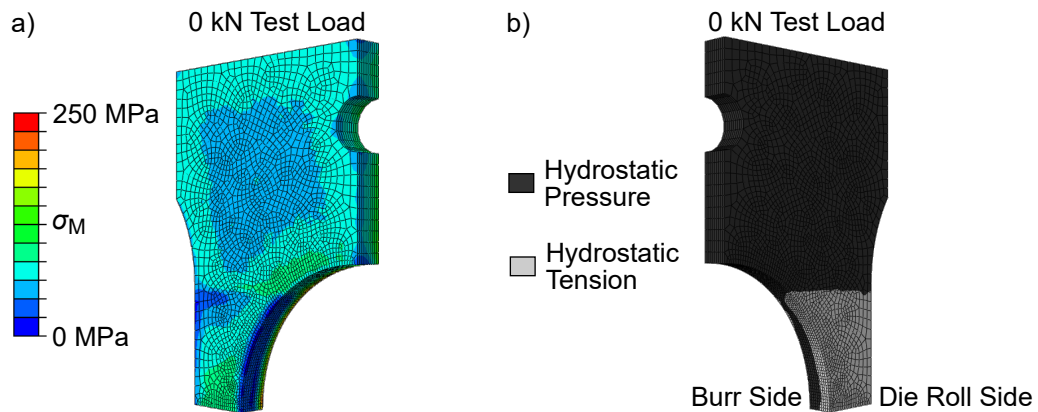 a)
0 kN Test Load
250 MPa
σM
0 MPa
b)
0 kN Test Load
Hydrostatic
Pressure
Hydrostatic
Tension
Burr Side
Die Roll Side